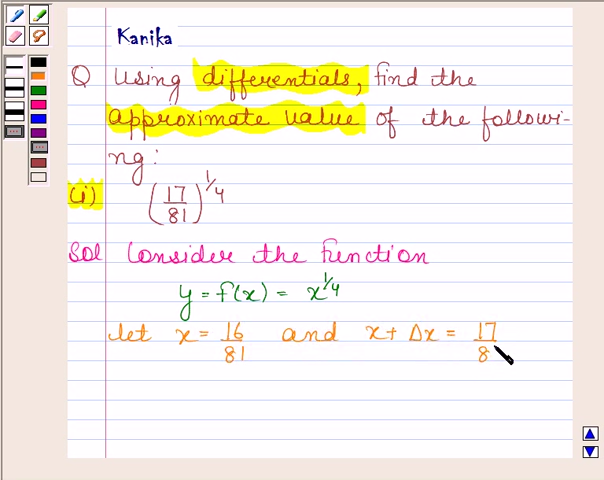 Kanika
Q Using differentials, find the
approximate value of the followi-
ng:
(i) (17/81)^1/4
Sol Consider the function
y = f(x) = x^1/4
let x = 16/81 and x + Δx = 17/8